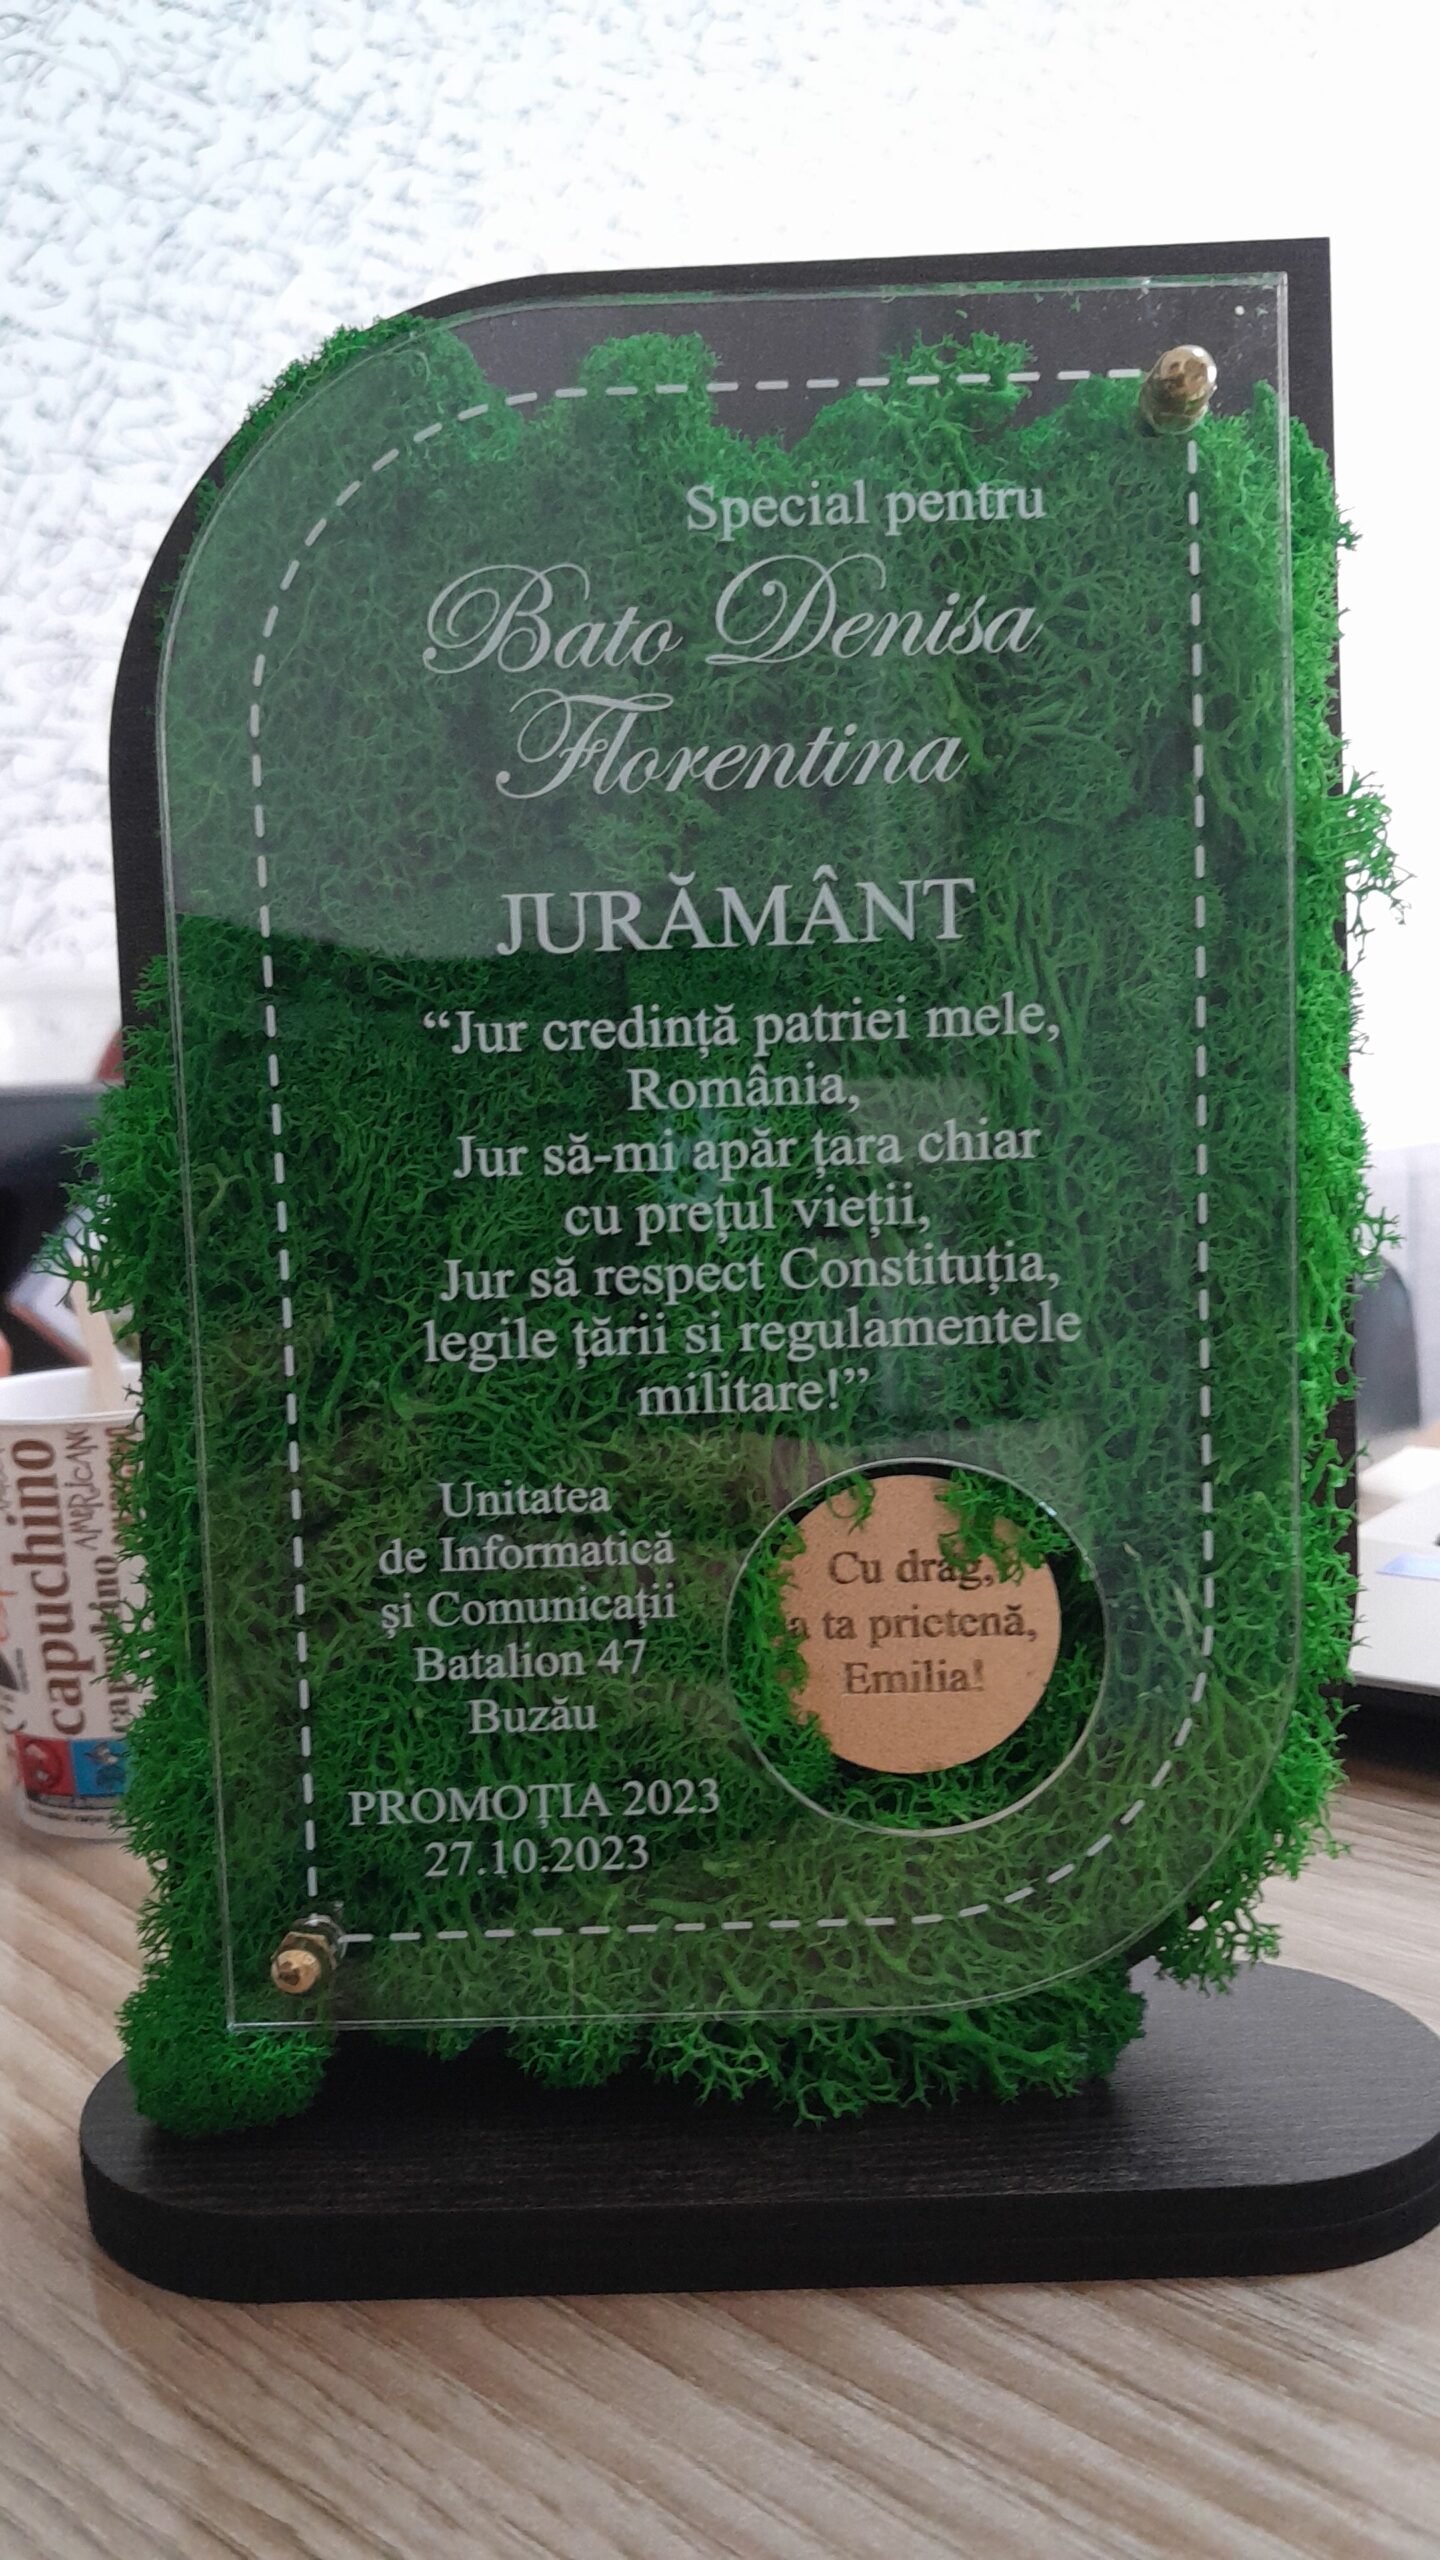 Special pentru
Bato Denisa
Florentina
JURĂMÂNT
“Jur credință patriei mele,
România,
Jur să-mi apăr țara chiar
cu prețul vieții,
Jur să respect Constituția,
legile țării si regulamentele
militare!”
Unitatea
de Informatică
și Comunicații
Batalion 47
Buzău
PROMOȚIA 2023
27.10.2023
Cu drag,
a ta prietenă,
Emilia!
capuchino
AMERICANO